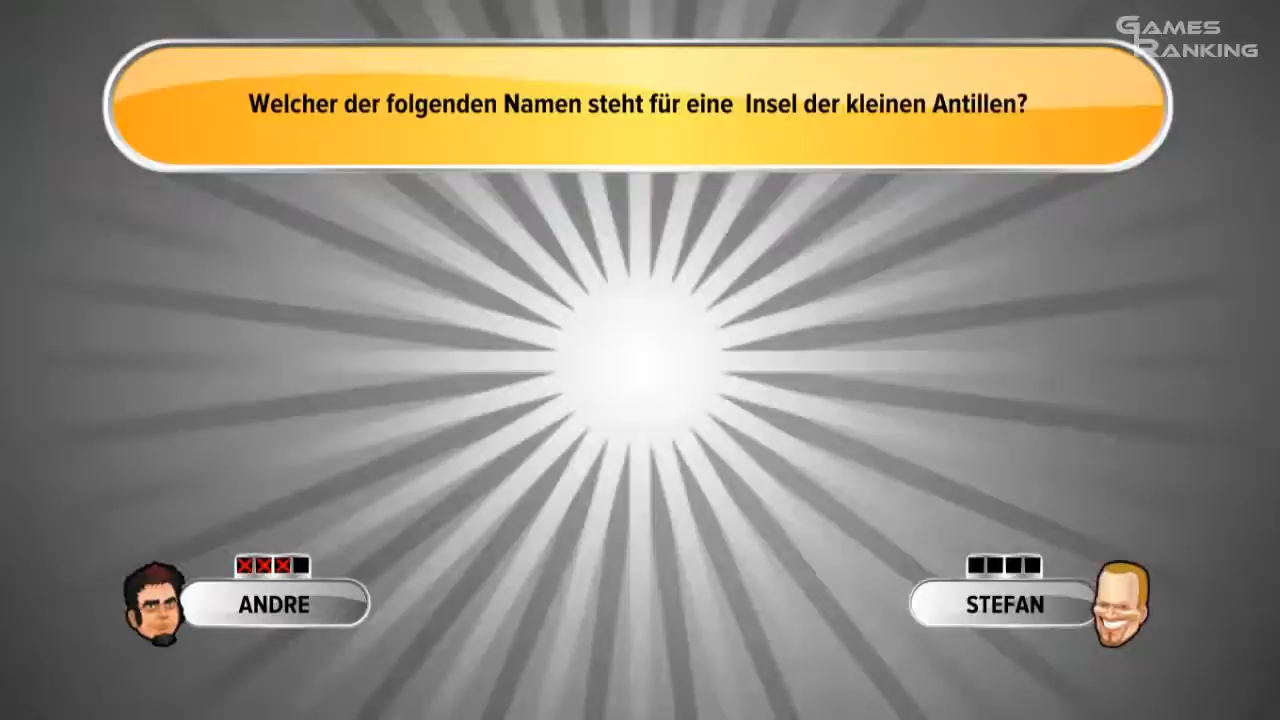 GAMES
RANKING
Welcher der folgenden Namen steht für eine  Insel der kleinen Antillen?
ANDRE
STEFAN